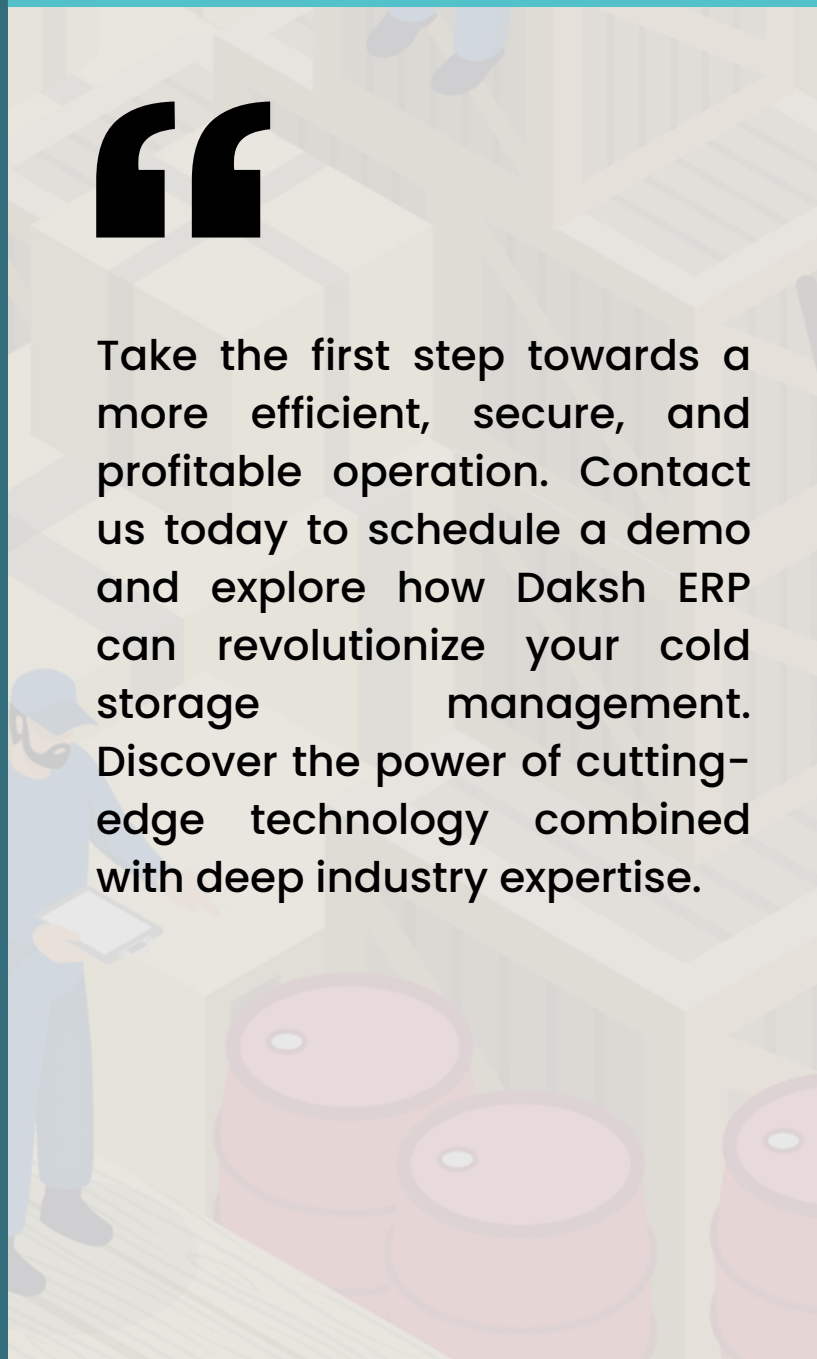 “
Take the first step towards a
more efficient, secure, and
profitable operation. Contact
us today to schedule a demo
and explore how Daksh ERP
can revolutionize your cold
storage management.
Discover the power of cutting-
edge technology combined
with deep industry expertise.